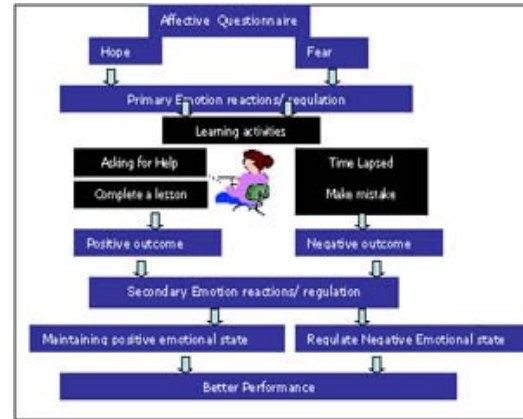 Affective Questionnaire
Hope
Fear
Primary Emotion reactions/ regulation
Learning activities
Asking for Help
Time Lapsed
Complete a lesson
Make mistake
Positive outcome
Negative outcome
Secondary Emotion reactions/ regulation
Maintaining positive emotional state
Regulate Negative Emotional state
Better Performance